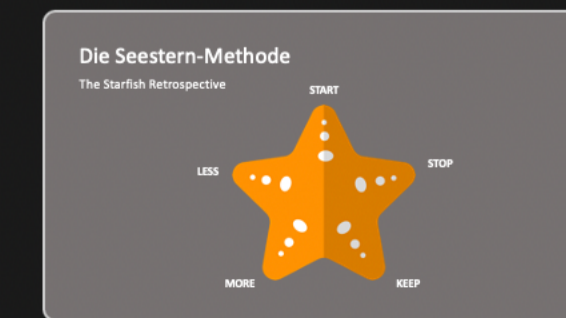 Die Seestern-Methode
The Starfish Retrospective
START
STOP
LESS
MORE
KEEP